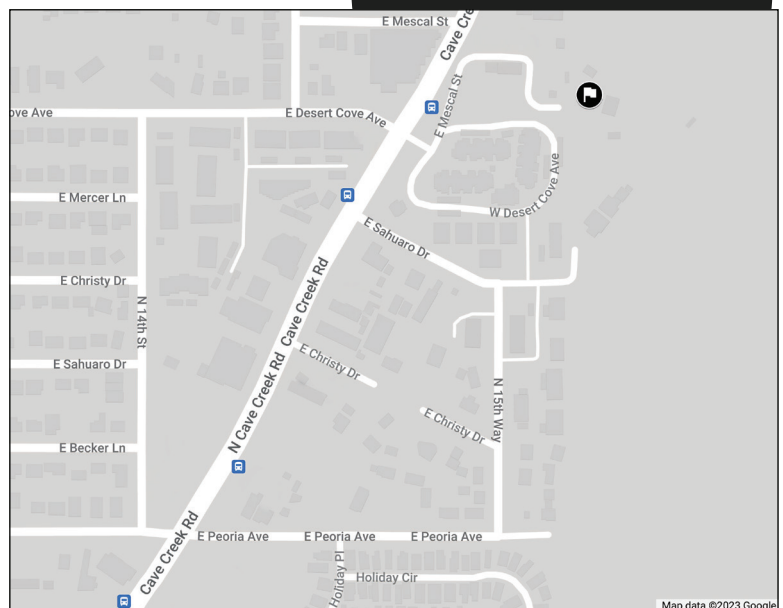 E Mescal St
Cave Cre
ove Ave
E Desert Cove Ave
E Mescal St
E Mercer Ln
W Desert Cove Ave
E Sahuaro Dr
E Christy Dr
N 14th St
Cave Creek Rd
E Christy Dr
E Sahuaro Dr
N Cave Creek Rd
N 15th Way
E Christy Dr
E Becker Ln
Cave Creek Rd
E Peoria Ave
E Peoria Ave
E Peoria Ave
Holiday Pl
Holiday Cir
Map data ©2023 Google